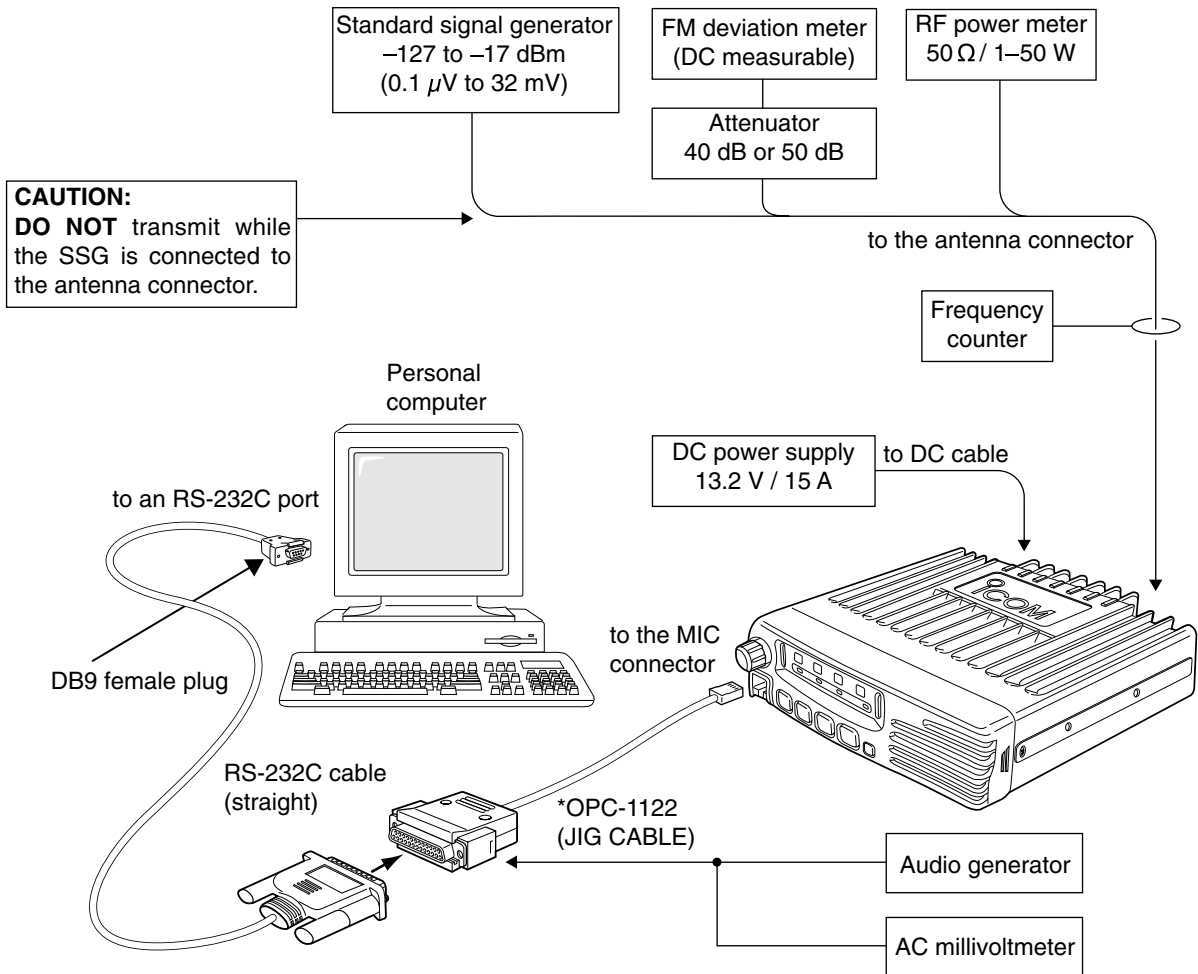 Standard signal generator
–127 to –17 dBm
(0.1 µV to 32 mV)
FM deviation meter
(DC measurable)
RF power meter
50 Ω / 1–50 W
Attenuator
40 dB or 50 dB
CAUTION:
DO NOT transmit while
the SSG is connected to
the antenna connector.
to the antenna connector
Frequency
counter
Personal
computer
DC power supply
13.2 V / 15 A
to DC cable
to an RS-232C port
ICOM
to the MIC
connector
DB9 female plug
RS-232C cable
(straight)
*OPC-1122
(JIG CABLE)
Audio generator
AC millivoltmeter